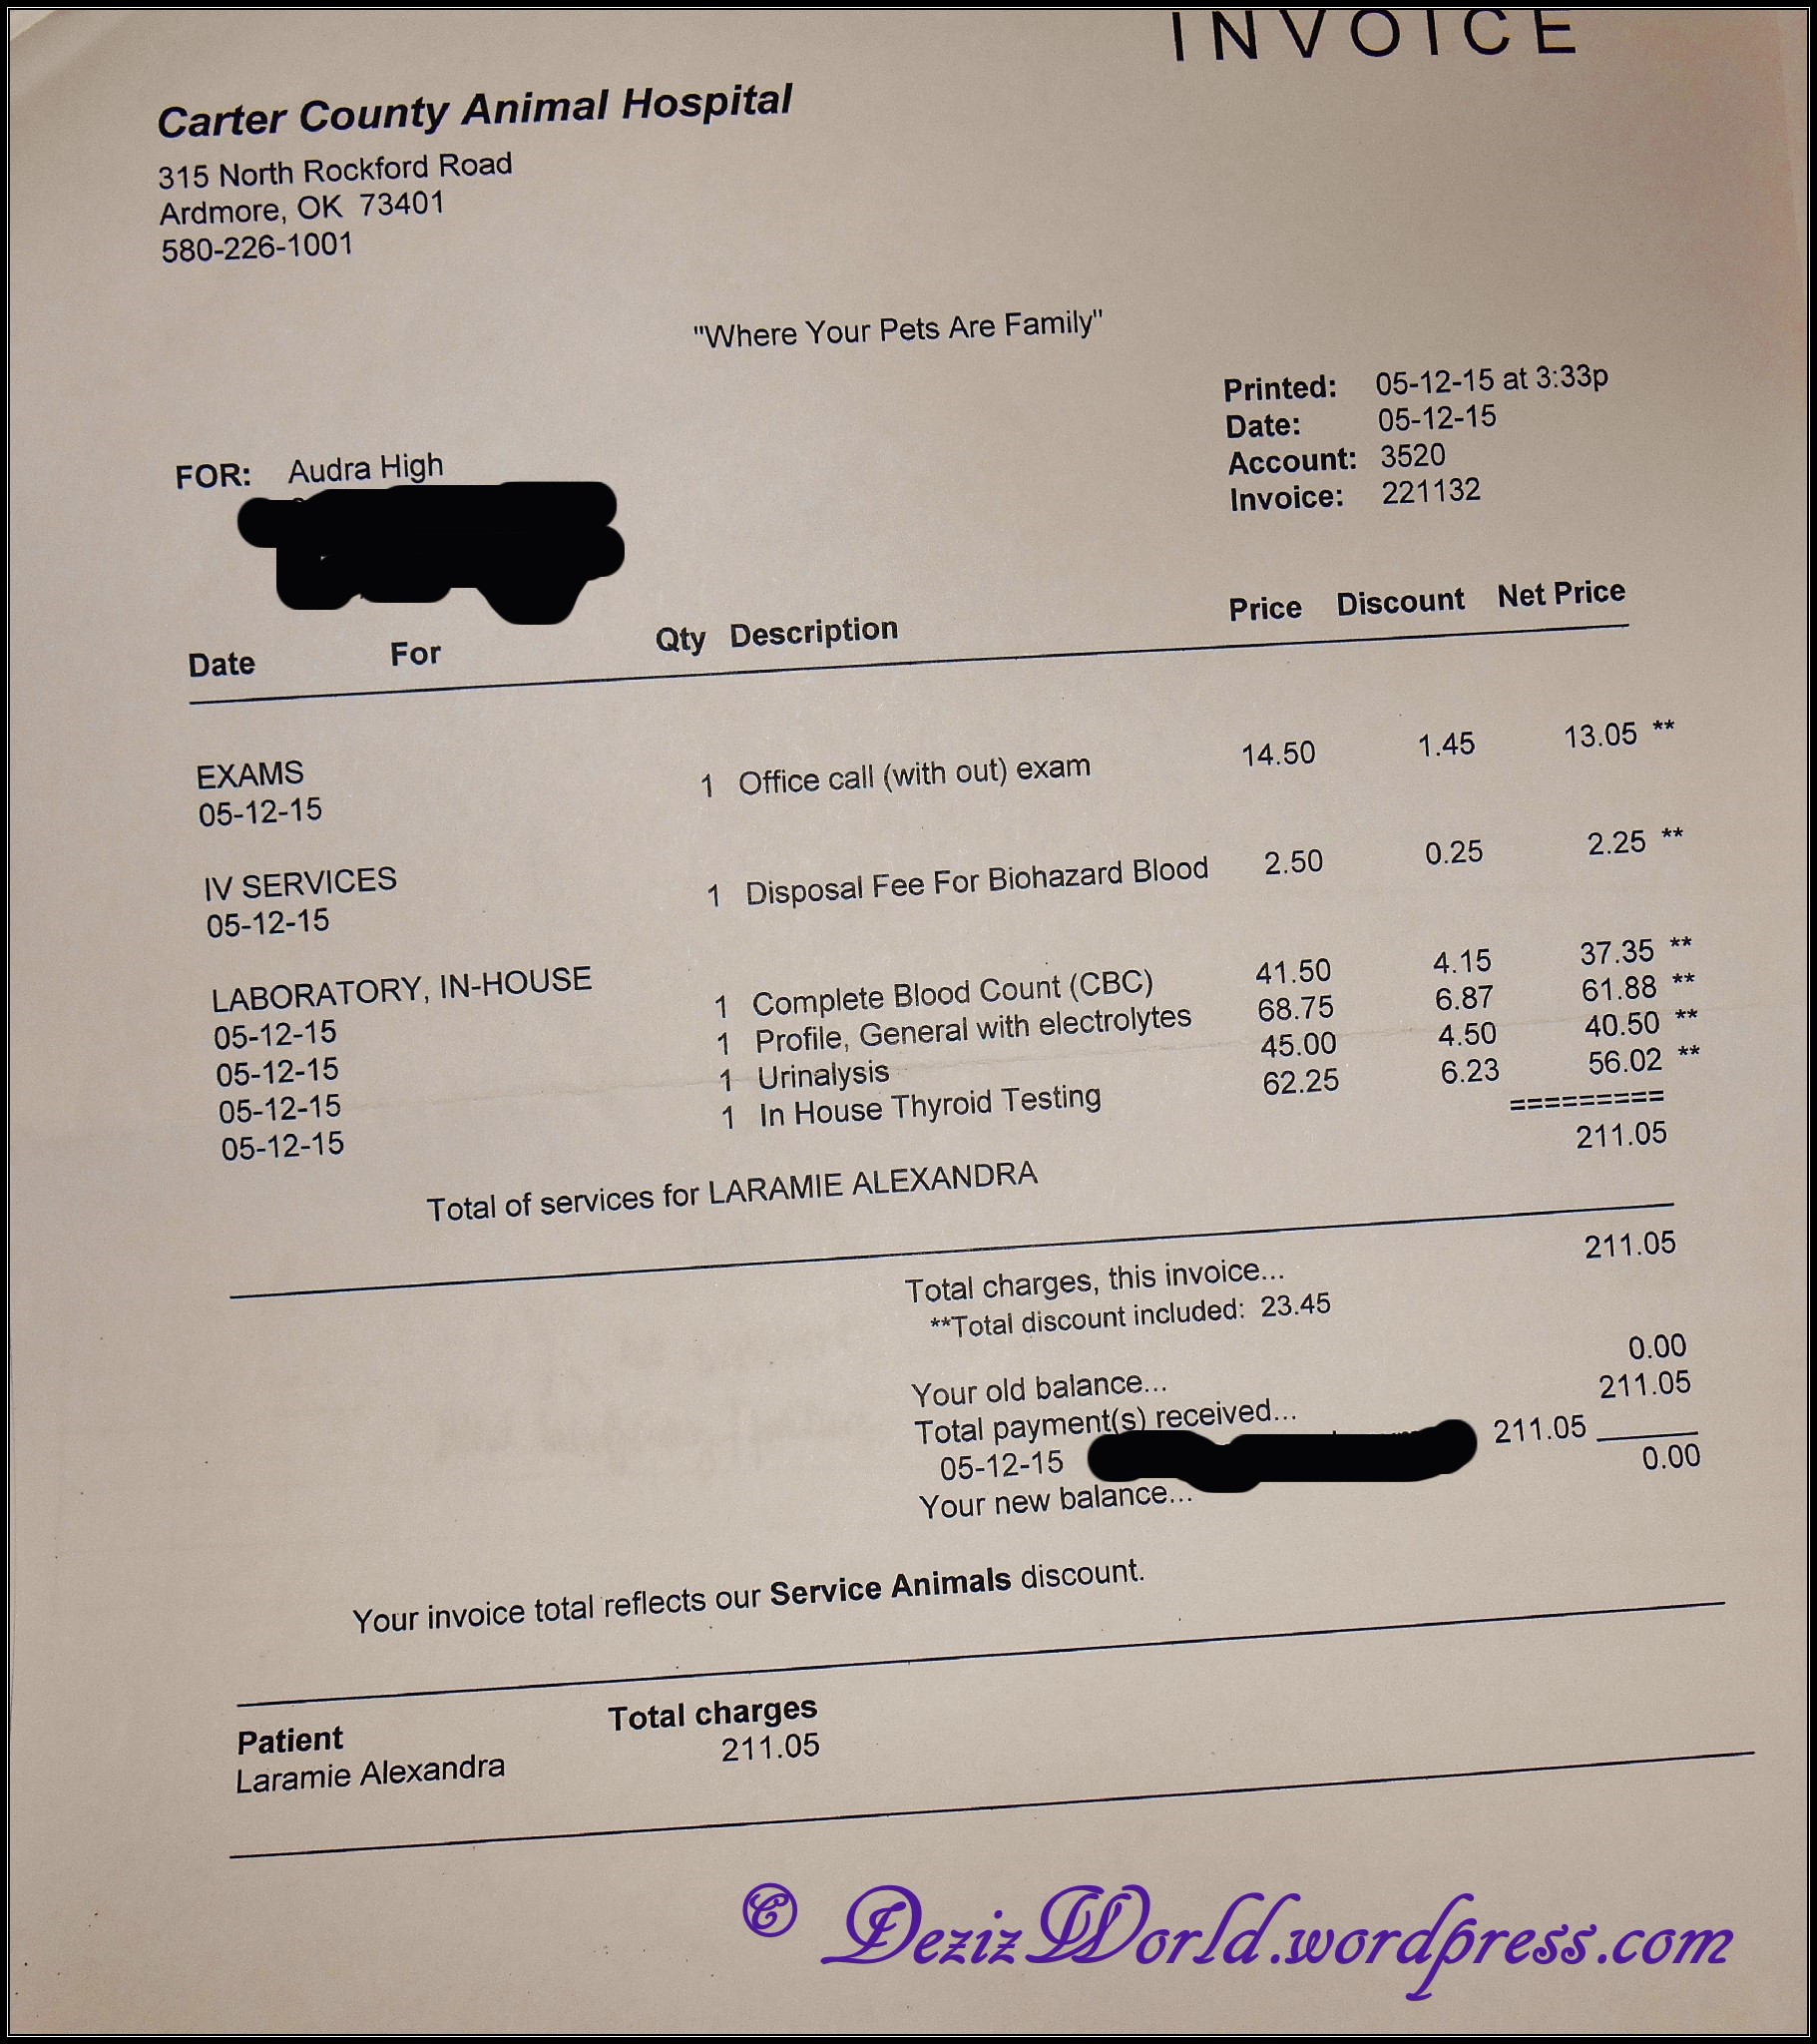 INVOICE
Carter County Animal Hospital
315 North Rockford Road
Ardmore, OK 73401
580-226-1001
"Where Your Pets Are Family"
Printed: 05-12-15 at 3:33p
Date: 05-12-15
Account: 3520
Invoice: 221132
FOR: Audra High
Date For Qty Description Price Discount Net Price
EXAMS
05-12-15 1 Office call (with out) exam 14.50 1.45 13.05 **
IV SERVICES
05-12-15 1 Disposal Fee For Biohazard Blood 2.50 0.25 2.25 **
LABORATORY, IN-HOUSE
05-12-15 1 Complete Blood Count (CBC) 41.50 4.15 37.35 **
05-12-15 1 Profile, General with electrolytes 68.75 6.87 61.88 **
05-12-15 1 Urinalysis 45.00 4.50 40.50 **
05-12-15 1 In House Thyroid Testing 62.25 6.23 56.02 **
=========
Total of services for LARAMIE ALEXANDRA 211.05
Total charges, this invoice... 211.05
**Total discount included: 23.45
Your old balance... 0.00
Total payment(s) received... 211.05
05-12-15 211.05
Your new balance... 0.00
Your invoice total reflects our Service Animals discount.
Patient Total charges
Laramie Alexandra 211.05
© DezizWorld.wordpress.com